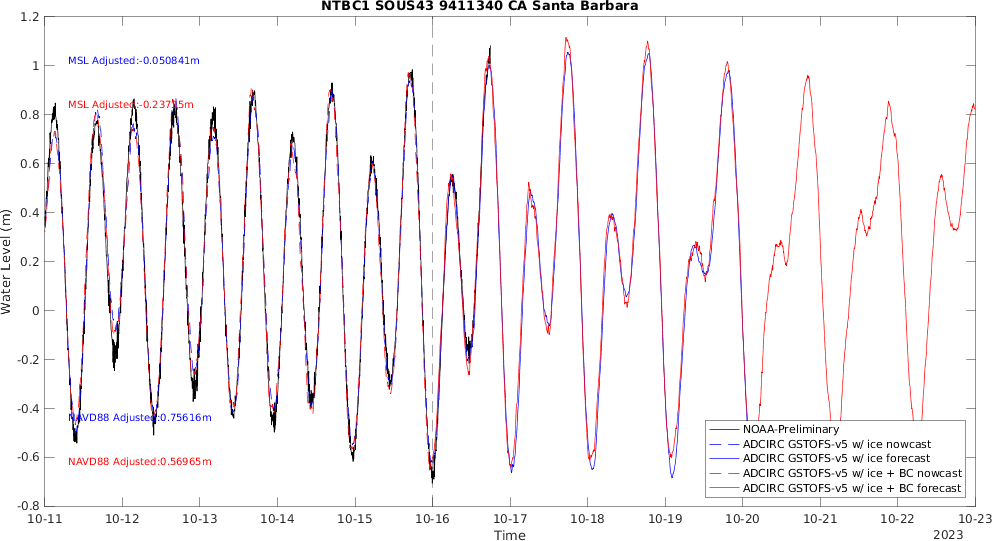 NTBC1 SOUS43 9411340 CA Santa Barbara
1.2
1
0.8
0.6
0.4
0.2
0
-0.2
-0.4
-0.6
-0.8
Water Level (m)
MSL Adjusted:-0.050841m
NAVD88 Adjusted:0.75616m
NAVD88 Adjusted:0.56965m
NOAA-Preliminary
ADCIRC GSTOFS-v5 w/ ice nowcast
ADCIRC GSTOFS-v5 w/ ice forecast
ADCIRC GSTOFS-v5 w/ ice + BC nowcast
ADCIRC GSTOFS-v5 w/ ice + BC forecast
10-11
10-12
10-13
10-14
10-15
10-16
10-17
10-18
10-19
10-20
10-21
10-22
10-23
Time
2023
MSL Adjusted: